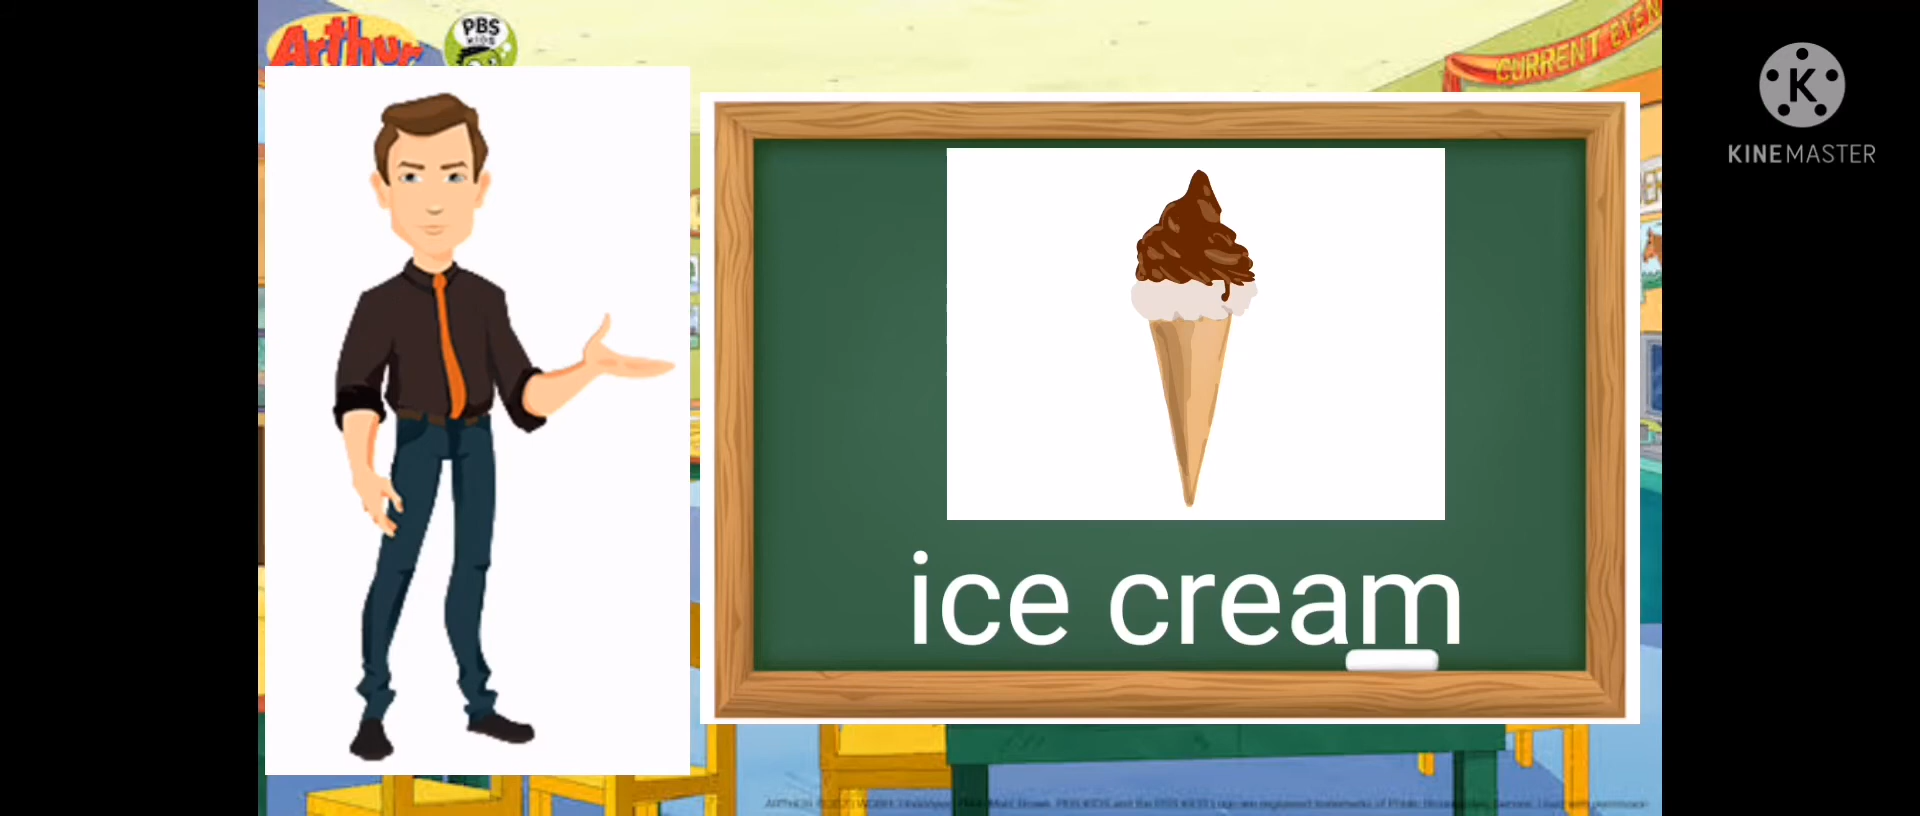 Arthur
PBS
KIDS
CURRENT EVEN
K
KINEMASTER
ice cream